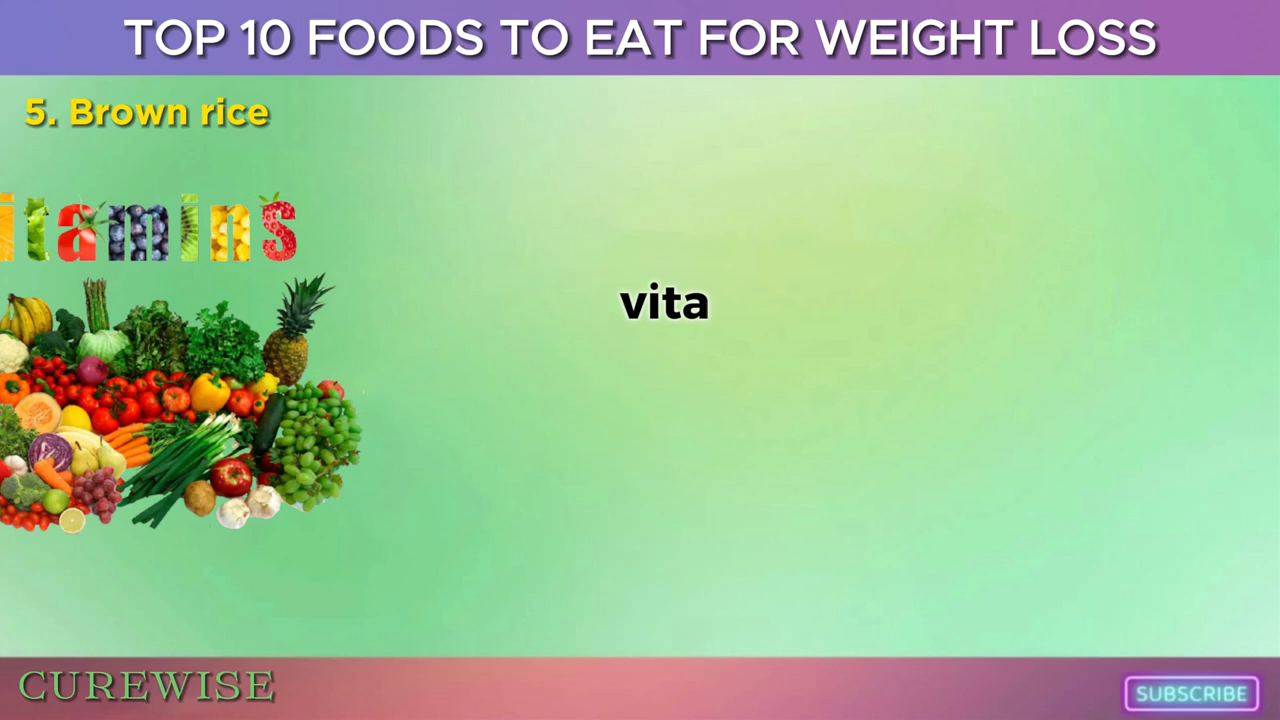 TOP 10 FOODS TO EAT FOR WEIGHT LOSS
5. Brown rice
itamins
vita
CUREWISE
SUBSCRIBE